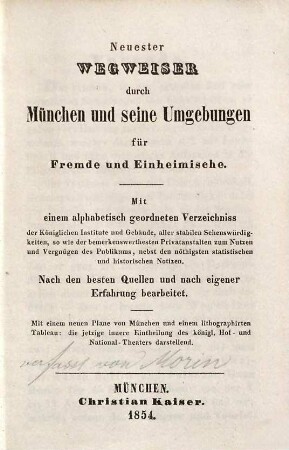 Neuester
WEGWEISER
durch
München und seine Umgebungen
für
Fremde und Einheimische.
Mit
einem alphabetisch geordneten Verzeichniss
der Königlichen Institute und Gebäude, aller stabilen Sehenswürdig-
keiten, so wie der bemerkenswerthesten Privatanstalten zum Nutzen
und Vergnügen des Publikums, nebst den nöthigsten statistischen
und historischen Notizen.
Nach den besten Quellen und nach eigener
Erfahrung bearbeitet.
Mit einem neuen Plane von München und einem lithographirten
Tableau: die jetzige innere Eintheilung des königl. Hof- und
National-Theaters darstellend.
verfasst von Morin
MÜNCHEN.
Christian Kaiser.
1854.